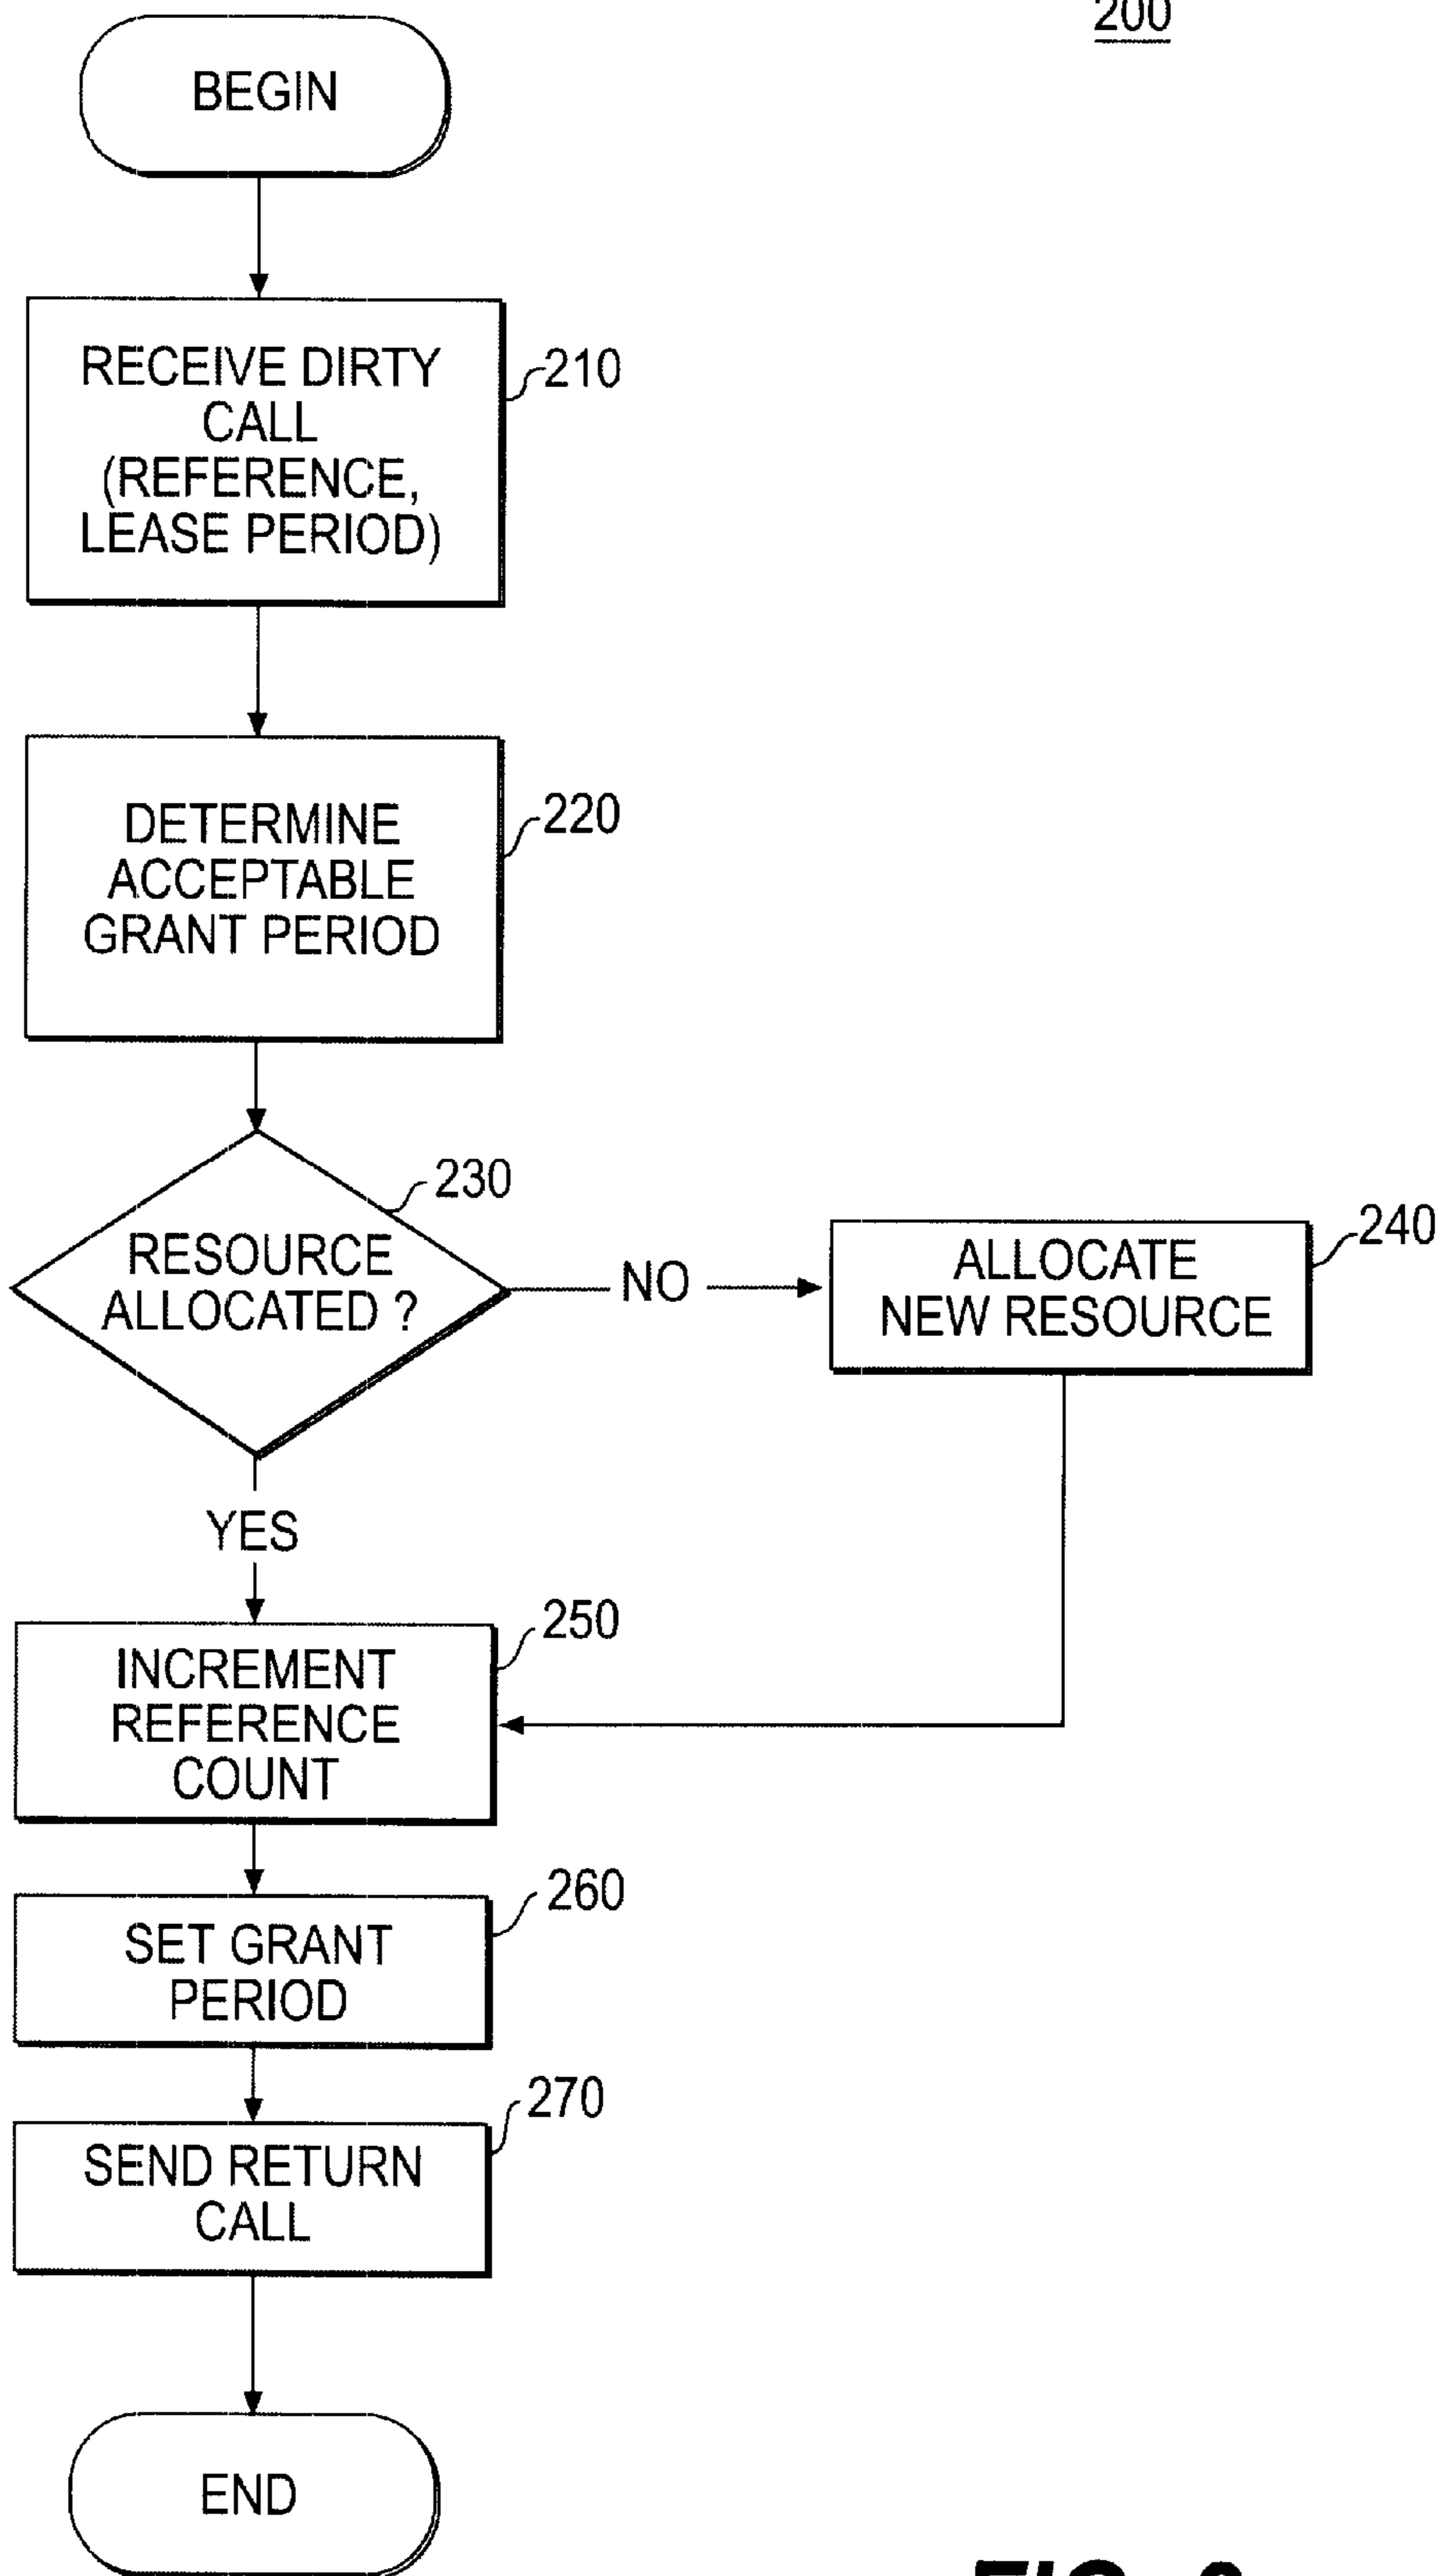 200
BEGIN
RECEIVE DIRTY
CALL
(REFERENCE,
LEASE PERIOD)
210
DETERMINE
ACCEPTABLE
GRANT PERIOD
220
230
RESOURCE
ALLOCATED ?
NO
240
ALLOCATE
NEW RESOURCE
YES
250
INCREMENT
REFERENCE
COUNT
260
SET GRANT
PERIOD
270
SEND RETURN
CALL
END
FIG.